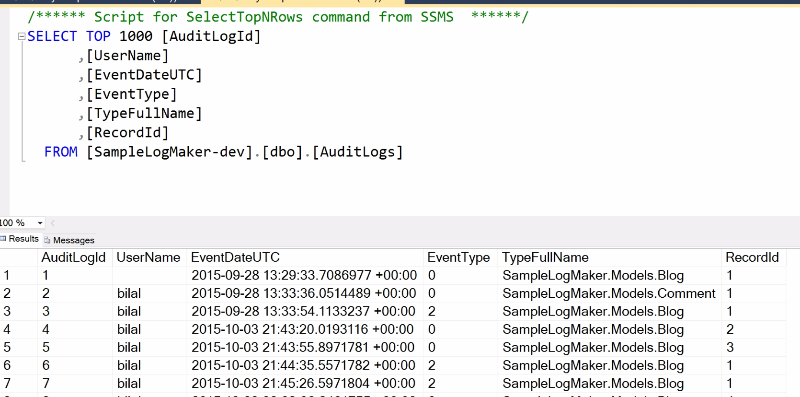 /****** Script for SelectTopNRows command from SSMS ******/
SELECT TOP 1000 [AuditLogId]
,[UserName]
,[EventDateUTC]
,[EventType]
,[TypeFullName]
,[RecordId]
FROM [SampleLogMaker-dev].[dbo].[AuditLogs]
100 %
Results Messages
AuditLogId UserName EventDateUTC EventType TypeFullName RecordId
1 1 2015-09-28 13:29:33.7086977 +00:00 0 SampleLogMaker.Models.Blog 1
2 2 bilal 2015-09-28 13:33:36.0514489 +00:00 0 SampleLogMaker.Models.Comment 1
3 3 bilal 2015-09-28 13:33:54.1133237 +00:00 2 SampleLogMaker.Models.Blog 1
4 4 bilal 2015-10-03 21:43:20.0193116 +00:00 0 SampleLogMaker.Models.Blog 2
5 5 bilal 2015-10-03 21:43:55.8971781 +00:00 0 SampleLogMaker.Models.Blog 3
6 6 bilal 2015-10-03 21:44:35.5571782 +00:00 2 SampleLogMaker.Models.Blog 1
7 7 bilal 2015-10-03 21:45:26.5971804 +00:00 2 SampleLogMaker.Models.Blog 1